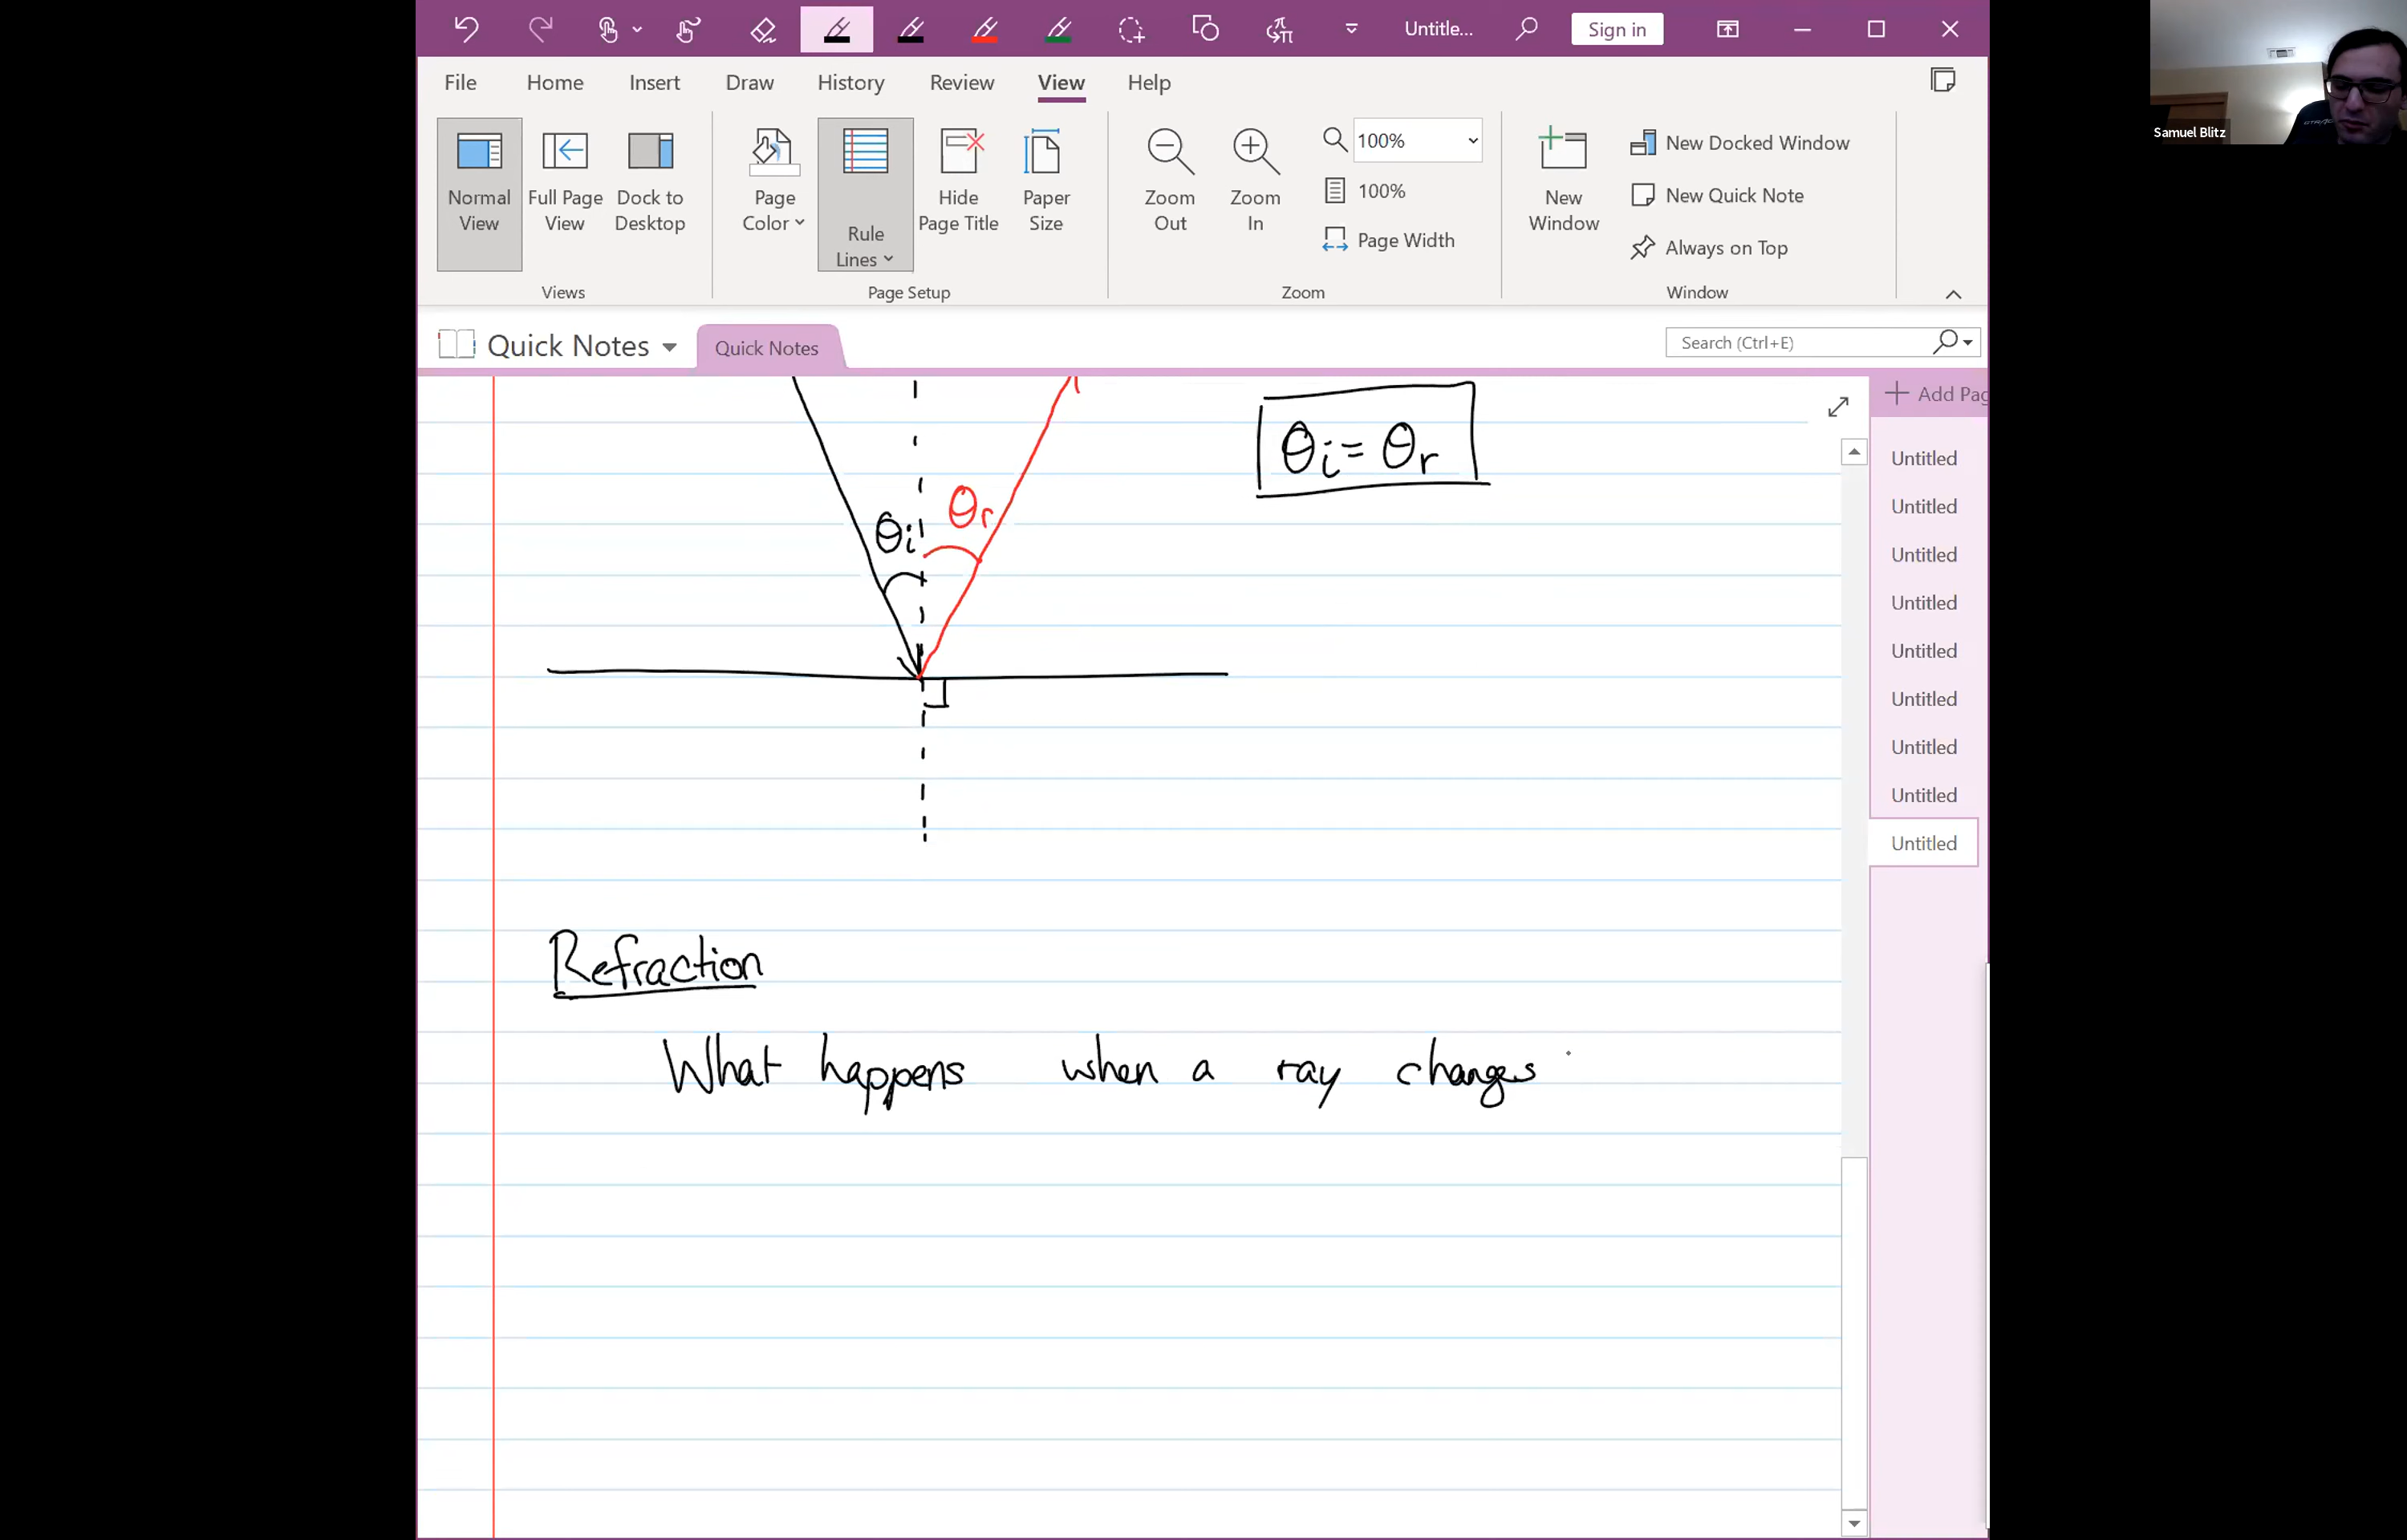 Untitle...
Sign in
File Home Insert Draw History Review View Help
Normal View
Full Page View
Dock to Desktop
Views
Page Color
Rule Lines
Hide Page Title
Paper Size
Page Setup
Zoom Out
Zoom In
100%
100%
Page Width
Zoom
New Window
New Docked Window
New Quick Note
Always on Top
Window
Samuel Blitz
Quick Notes
Quick Notes
Search (Ctrl+E)
Add Pag
Untitled
Untitled
Untitled
Untitled
Untitled
Untitled
Untitled
Untitled
Untitled
θi = θr
θi
θr
Refraction
What happens when a ray changes